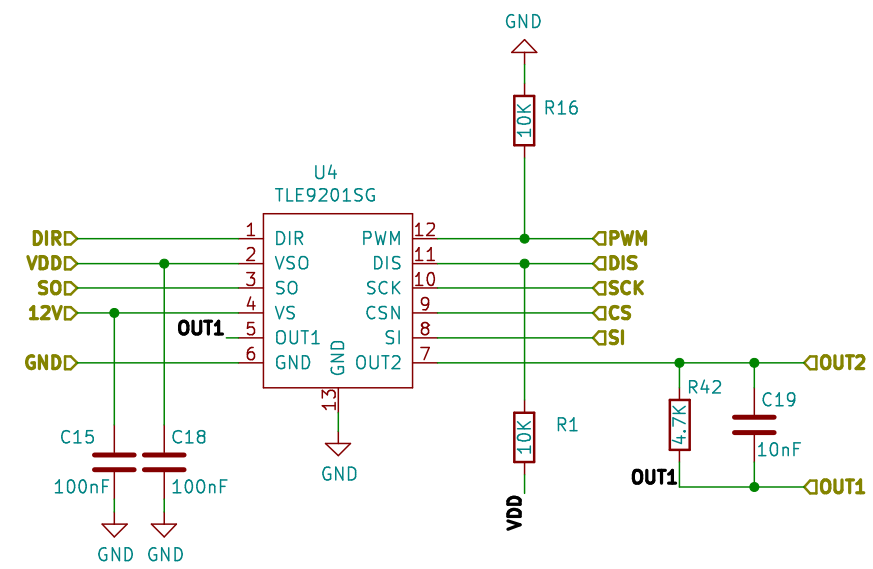 GND
R16
10K
U4
TLE9201SG
DIR
1
DIR
PWM
12
PWM
VDD
2
VSO
DIS
11
DIS
SO
3
SO
SCK
10
SCK
12V
4
VS
CSN
9
CS
OUT1
5
OUT1
SI
8
SI
GND
6
GND
GND
OUT2
7
OUT2
13
R42
4.7K
C19
10nF
R1
10K
OUT1
OUT1
C15
100nF
C18
100nF
GND
VDD
GND
GND